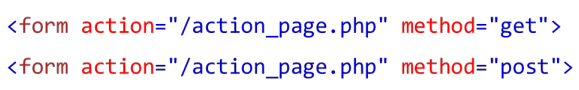 <form action="/action_page.php" method="get">
<form action="/action_page.php" method="post">